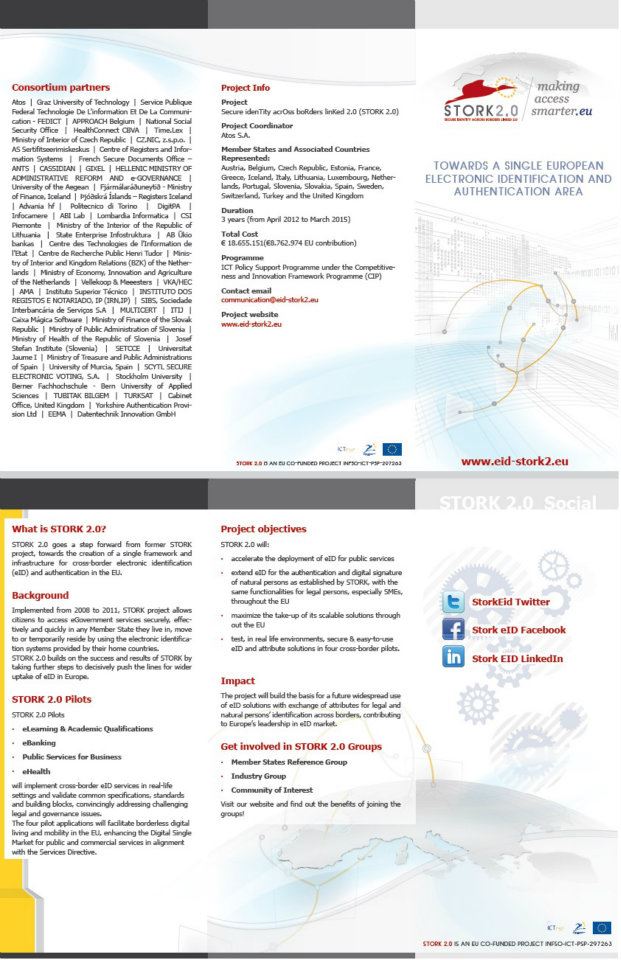 Consortium partners
Atos | Graz University of Technology | Service Publique
Federal Technologie De L'information Et De La Communi-
cation - FEDICT | APPROACH Belgium | National Social
Security Office | HealthConnect CBVA | Time.Lex |
Ministry of Interior of Czech Republic | CZ.NIC, z.s.p.o. |
AS Sertifitseerimiskeskus | Centre of Registers and Infor-
mation Systems | French Secure Documents Office –
ANTS | CASSIDIAN | GIXEL | HELLENIC MINISTRY OF
ADMINISTRATIVE REFORM AND e-GOVERNANCE |
University of the Aegean | Fjármálaráðuneytið - Ministry
of Finance, Iceland | Þjóðskrá Íslands – Registers Iceland
| Advania hf | Politecnico di Torino | DigitPA |
Infocamere | ABI Lab | Lombardia Informatica | CSI
Piemonte | Ministry of the Interior of the Republic of
Lithuania | State Enterprise Infostruktura | AB Ūkio
bankas | Centre des Technologies de l'Information de
l'Etat | Centre de Recherche Public Henri Tudor | Minis-
try of Interior and Kingdom Relations (BZK) of the Nether-
lands | Ministry of Economy, Innovation and Agriculture
of the Netherlands | Vellekoop & Meesters | VKA/HEC
| AMA | Instituto Superior Técnico | INSTITUTO DOS
REGISTOS E NOTARIADO, IP (IRN,IP) | SIBS, Sociedade
Interbancária de Serviços S.A | MULTICERT | ITIJ |
Caixa Mágica Software | Ministry of Finance of the Slovak
Republic | Ministry of Public Administration of Slovenia |
Ministry of Health of the Republic of Slovenia | Josef
Stefan Institute (Slovenia) | SETCCE | Universitat
Jaume I | Ministry of Treasure and Public Administrations
of Spain | University of Murcia, Spain | SCYTL SECURE
ELECTRONIC VOTING, S.A. | Stockholm University |
Berner Fachhochschule - Bern University of Applied
Sciences | TUBITAK BILGEM | TURKSAT | Cabinet
Office, United Kingdom | Yorkshire Authentication Provi-
sion Ltd | EEMA | Datentechnik Innovation GmbH
Project Info
Project
Secure idenTity acrOss boRders linKed 2.0 (STORK 2.0)
Project Coordinator
Atos S.A.
Member States and Associated Countries
Represented:
Austria, Belgium, Czech Republic, Estonia, France,
Greece, Iceland, Italy, Lithuania, Luxembourg, Nether-
lands, Portugal, Slovenia, Slovakia, Spain, Sweden,
Switzerland, Turkey and the United Kingdom
Duration
3 years (from April 2012 to March 2015)
Total Cost
€ 18.655.151(€8.762.974 EU contribution)
Programme
ICT Policy Support Programme under the Competitive-
ness and Innovation Framework Programme (CIP)
Contact email
communication@eid-stork2.eu
Project website
www.eid-stork2.eu
STORK 2.0 IS AN EU CO-FUNDED PROJECT INFSO-ICT-PSP-297263
STORK2.0
SECURE IDENTITY ACROSS BORDERS LINKED 2.0
making
access
smarter.eu
TOWARDS A SINGLE EUROPEAN
ELECTRONIC IDENTIFICATION AND
AUTHENTICATION AREA
www.eid-stork2.eu
What is STORK 2.0?
STORK 2.0 goes a step forward from former STORK
project, towards the creation of a single framework and
infrastructure for cross-border electronic identification
(eID) and authentication in the EU.
Background
Implemented from 2008 to 2011, STORK project allows
citizens to access eGovernment services securely, effec-
tively and quickly in any Member State they live in, move
to or temporarily reside by using the electronic identifica-
tion systems provided by their home countries.
STORK 2.0 builds on the success and results of STORK by
taking further steps to decisively push the lines for wider
uptake of eID in Europe.
STORK 2.0 Pilots
STORK 2.0 Pilots
• eLearning & Academic Qualifications
• eBanking
• Public Services for Business
• eHealth
will implement cross-border eID services in real-life
settings and validate common specifications, standards
and building blocks, convincingly addressing challenging
legal and governance issues.
The four pilot applications will facilitate borderless digital
living and mobility in the EU, enhancing the Digital Single
Market for public and commercial services in alignment
with the Services Directive.
Project objectives
STORK 2.0 will:
• accelerate the deployment of eID for public services
• extend eID for the authentication and digital signature
of natural persons as established by STORK, with the
same functionalities for legal persons, especially SMEs,
throughout the EU
• maximize the take-up of its scalable solutions through
out the EU
• test, in real life environments, secure & easy-to-use
eID and attribute solutions in four cross-border pilots.
Impact
The project will build the basis for a future widespread use
of eID solutions with exchange of attributes for legal and
natural persons' identification across borders, contributing
to Europe's leadership in eID market.
Get involved in STORK 2.0 Groups
• Member States Reference Group
• Industry Group
• Community of Interest
Visit our website and find out the benefits of joining the
groups!
STORK 2.0 Social
StorkEid Twitter
Stork eID Facebook
Stork EID LinkedIn
STORK 2.0 IS AN EU CO-FUNDED PROJECT INFSO-ICT-PSP-297263